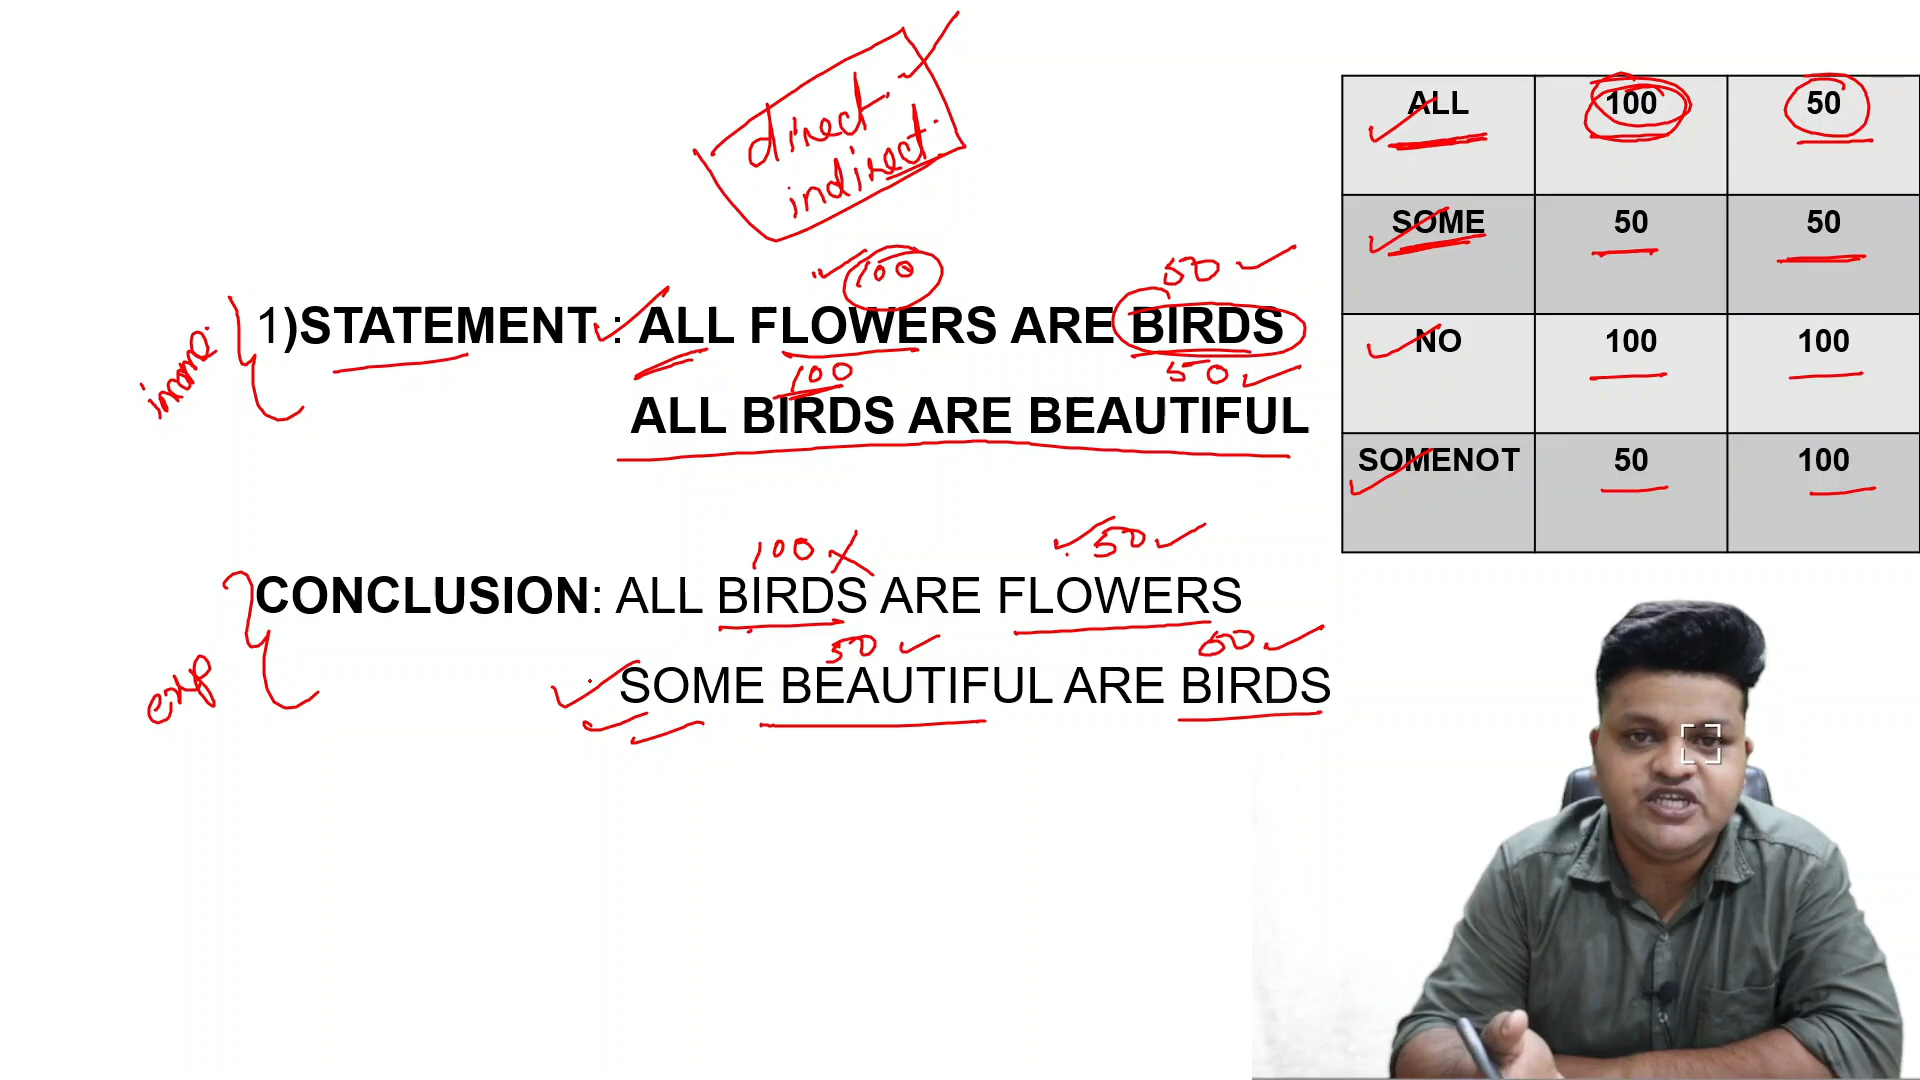 direct
indirect.
100 50
1)STATEMENT : ALL FLOWERS ARE BIRDS
100 50
ALL BIRDS ARE BEAUTIFUL
income.
100 X 50
CONCLUSION: ALL BIRDS ARE FLOWERS
50 50
SOME BEAUTIFUL ARE BIRDS
exp
ALL 100 50
SOME 50 50
NO 100 100
SOMENOT 50 100